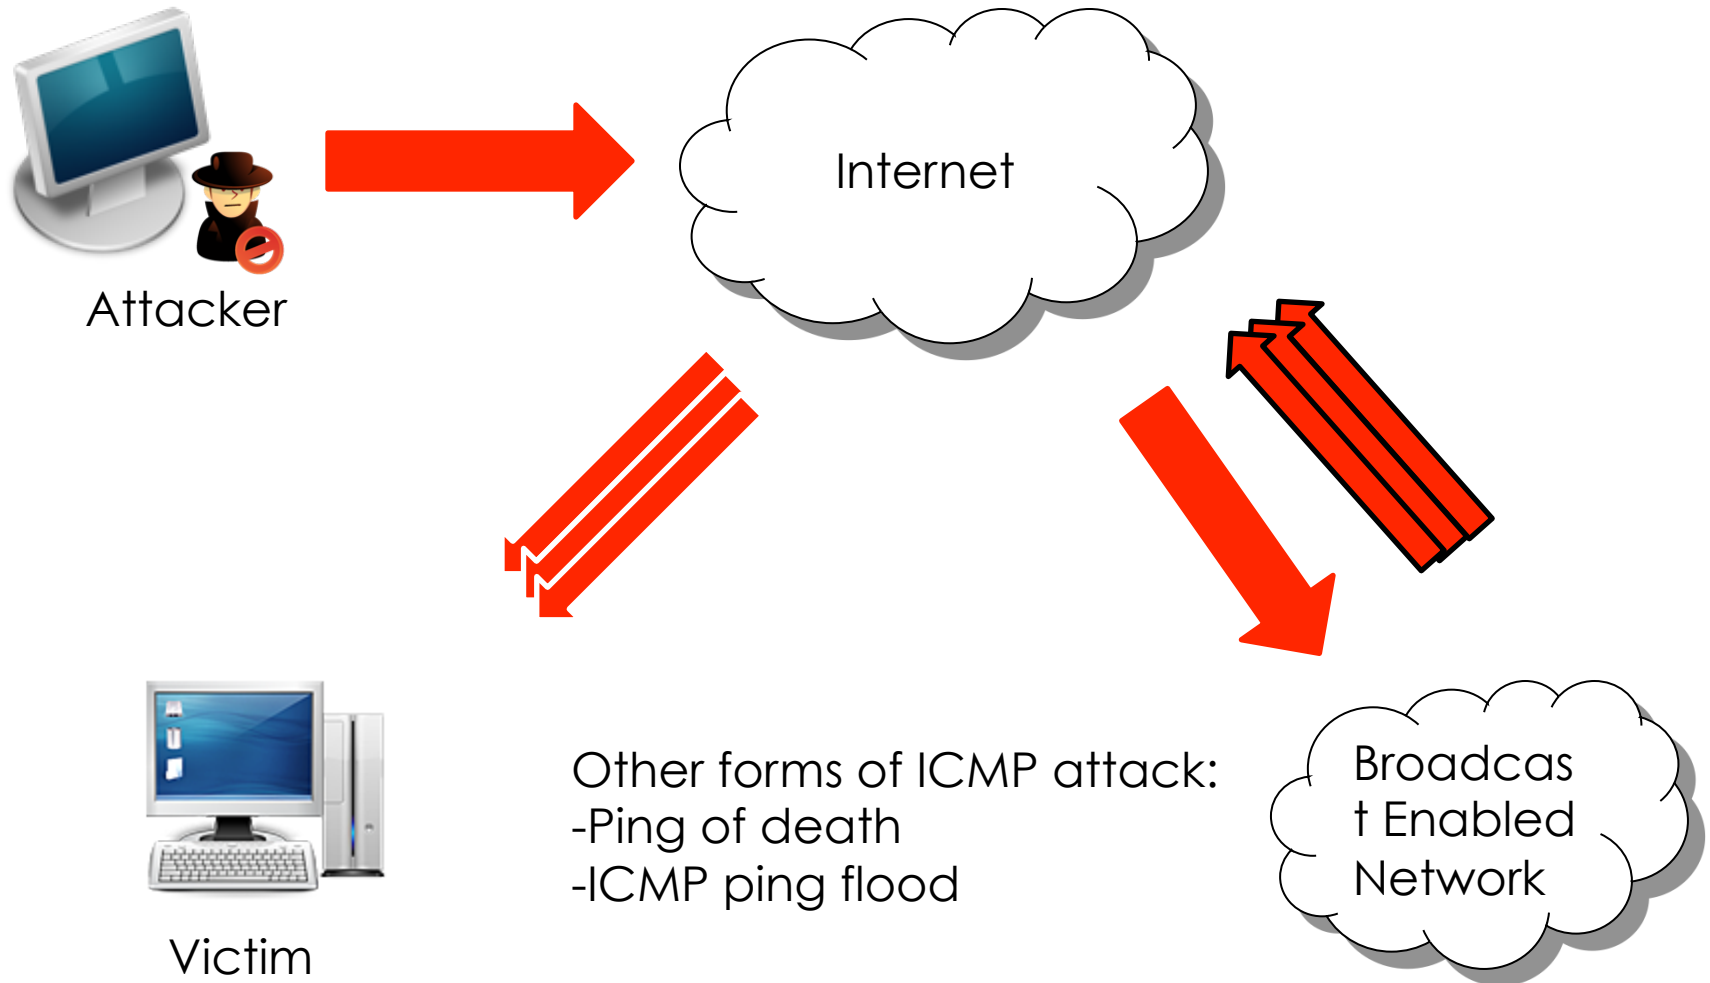 Internet
Attacker
Other forms of ICMP attack:
-Ping of death
-ICMP ping flood
Broadcas
t Enabled
Network
Victim